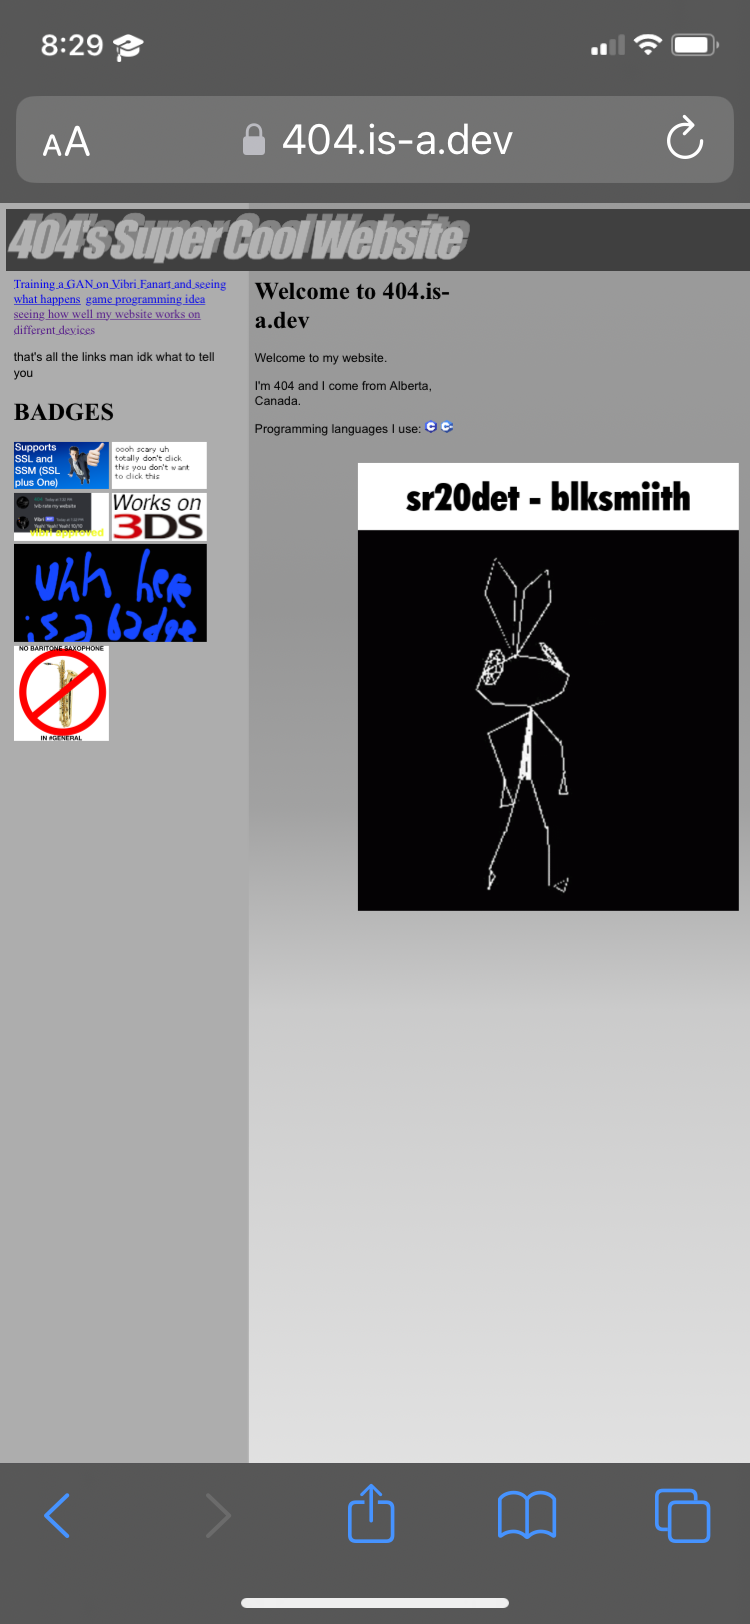 8:29
AA 404.is-a.dev
404's Super Cool Website
Training a GAN on Vibri Fanart and seeing
what happens game programming idea
seeing how well my website works on
different devices
that's all the links man idk what to tell
you
BADGES
Supports
SSL and
SSM (SSL
plus One)
oooh scary uh
totally don't click
this you don't want
to click this
vibri approved
Works on
3DS
uhh here
is a badge
NO BARITONE SAXOPHONE
IN #GENERAL
Welcome to 404.is-
a.dev
Welcome to my website.
I'm 404 and I come from Alberta,
Canada.
Programming languages I use:
sr20det - blksmiith